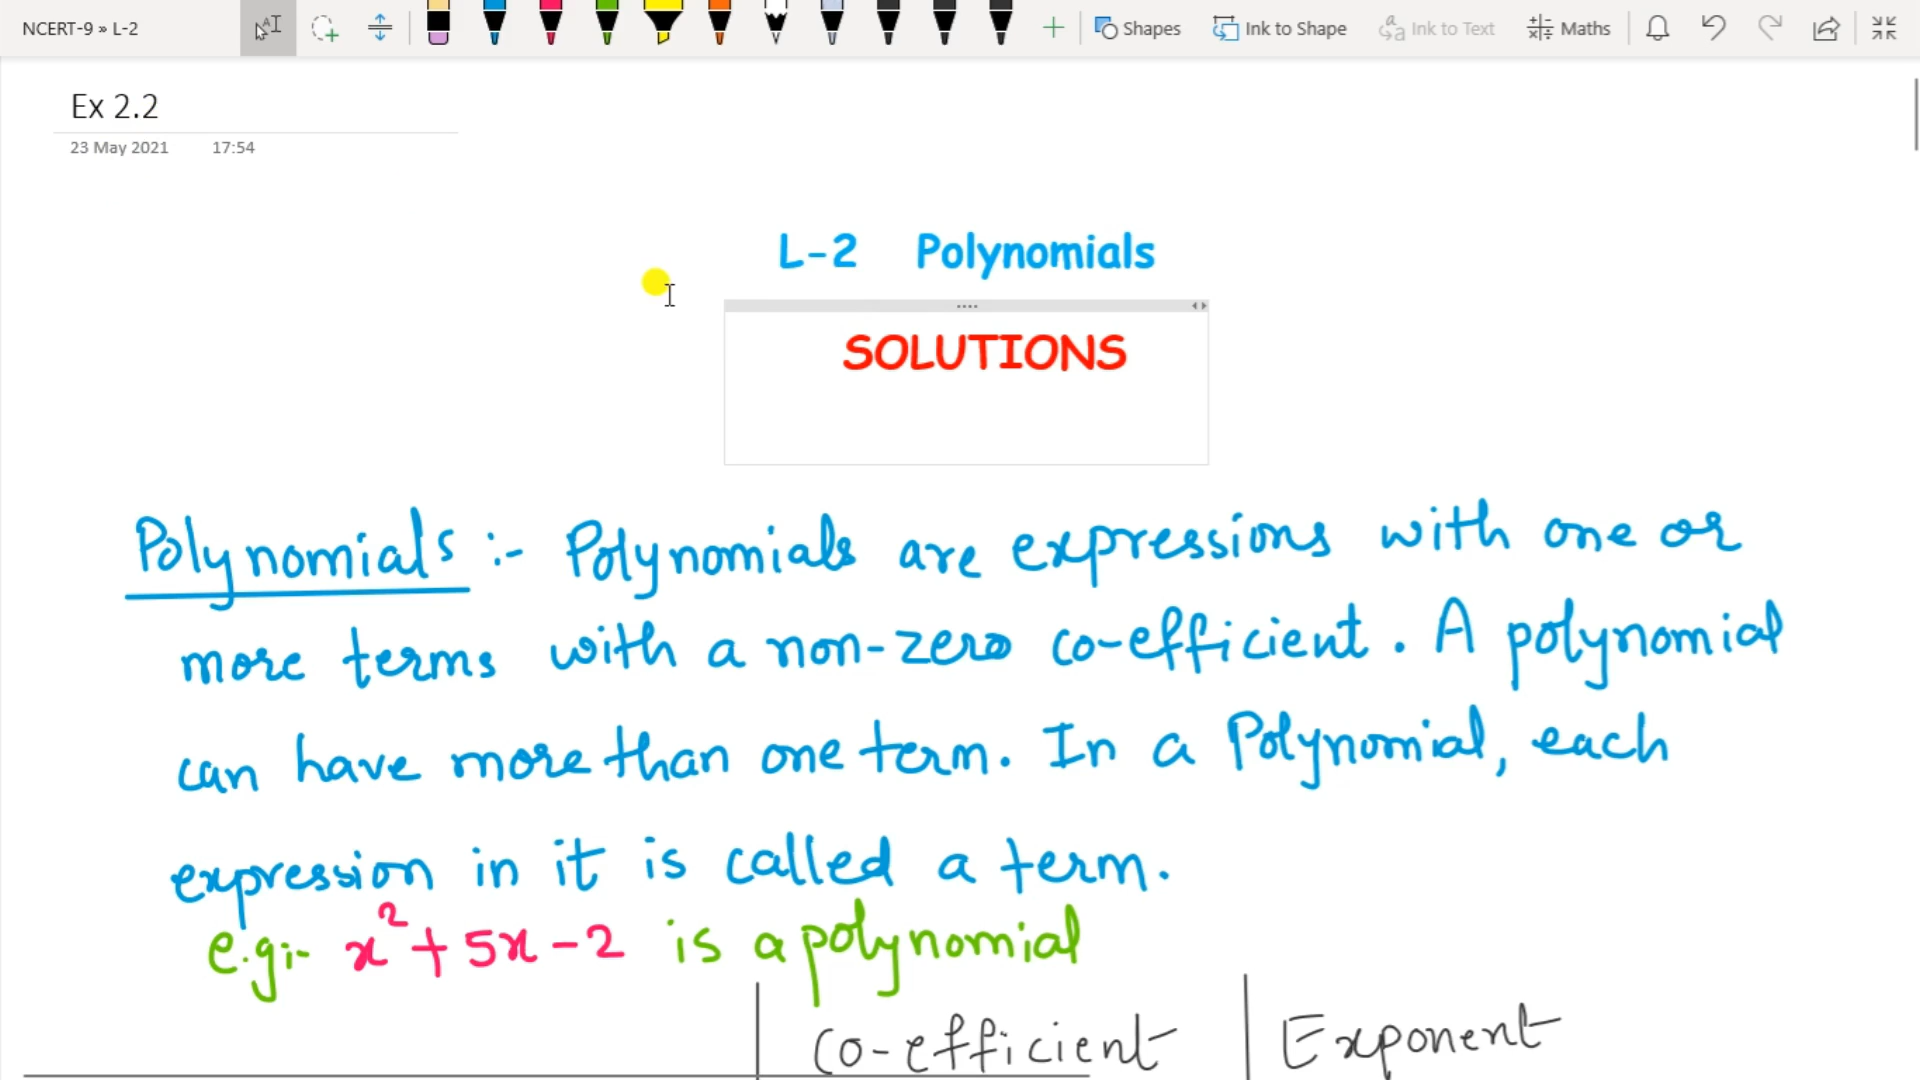 NCERT-9 » L-2
Shapes
Ink to Shape
Ink to Text
Maths
Ex 2.2
23 May 2021 17:54
L-2 Polynomials
SOLUTIONS
Polynomials :- Polynomials are expressions with one or
more terms with a non-zero co-efficient. A polynomial
can have more than one term. In a Polynomial, each
expression in it is called a term.
e.g:- x²+5x-2 is a polynomial
Co-efficient
Exponent